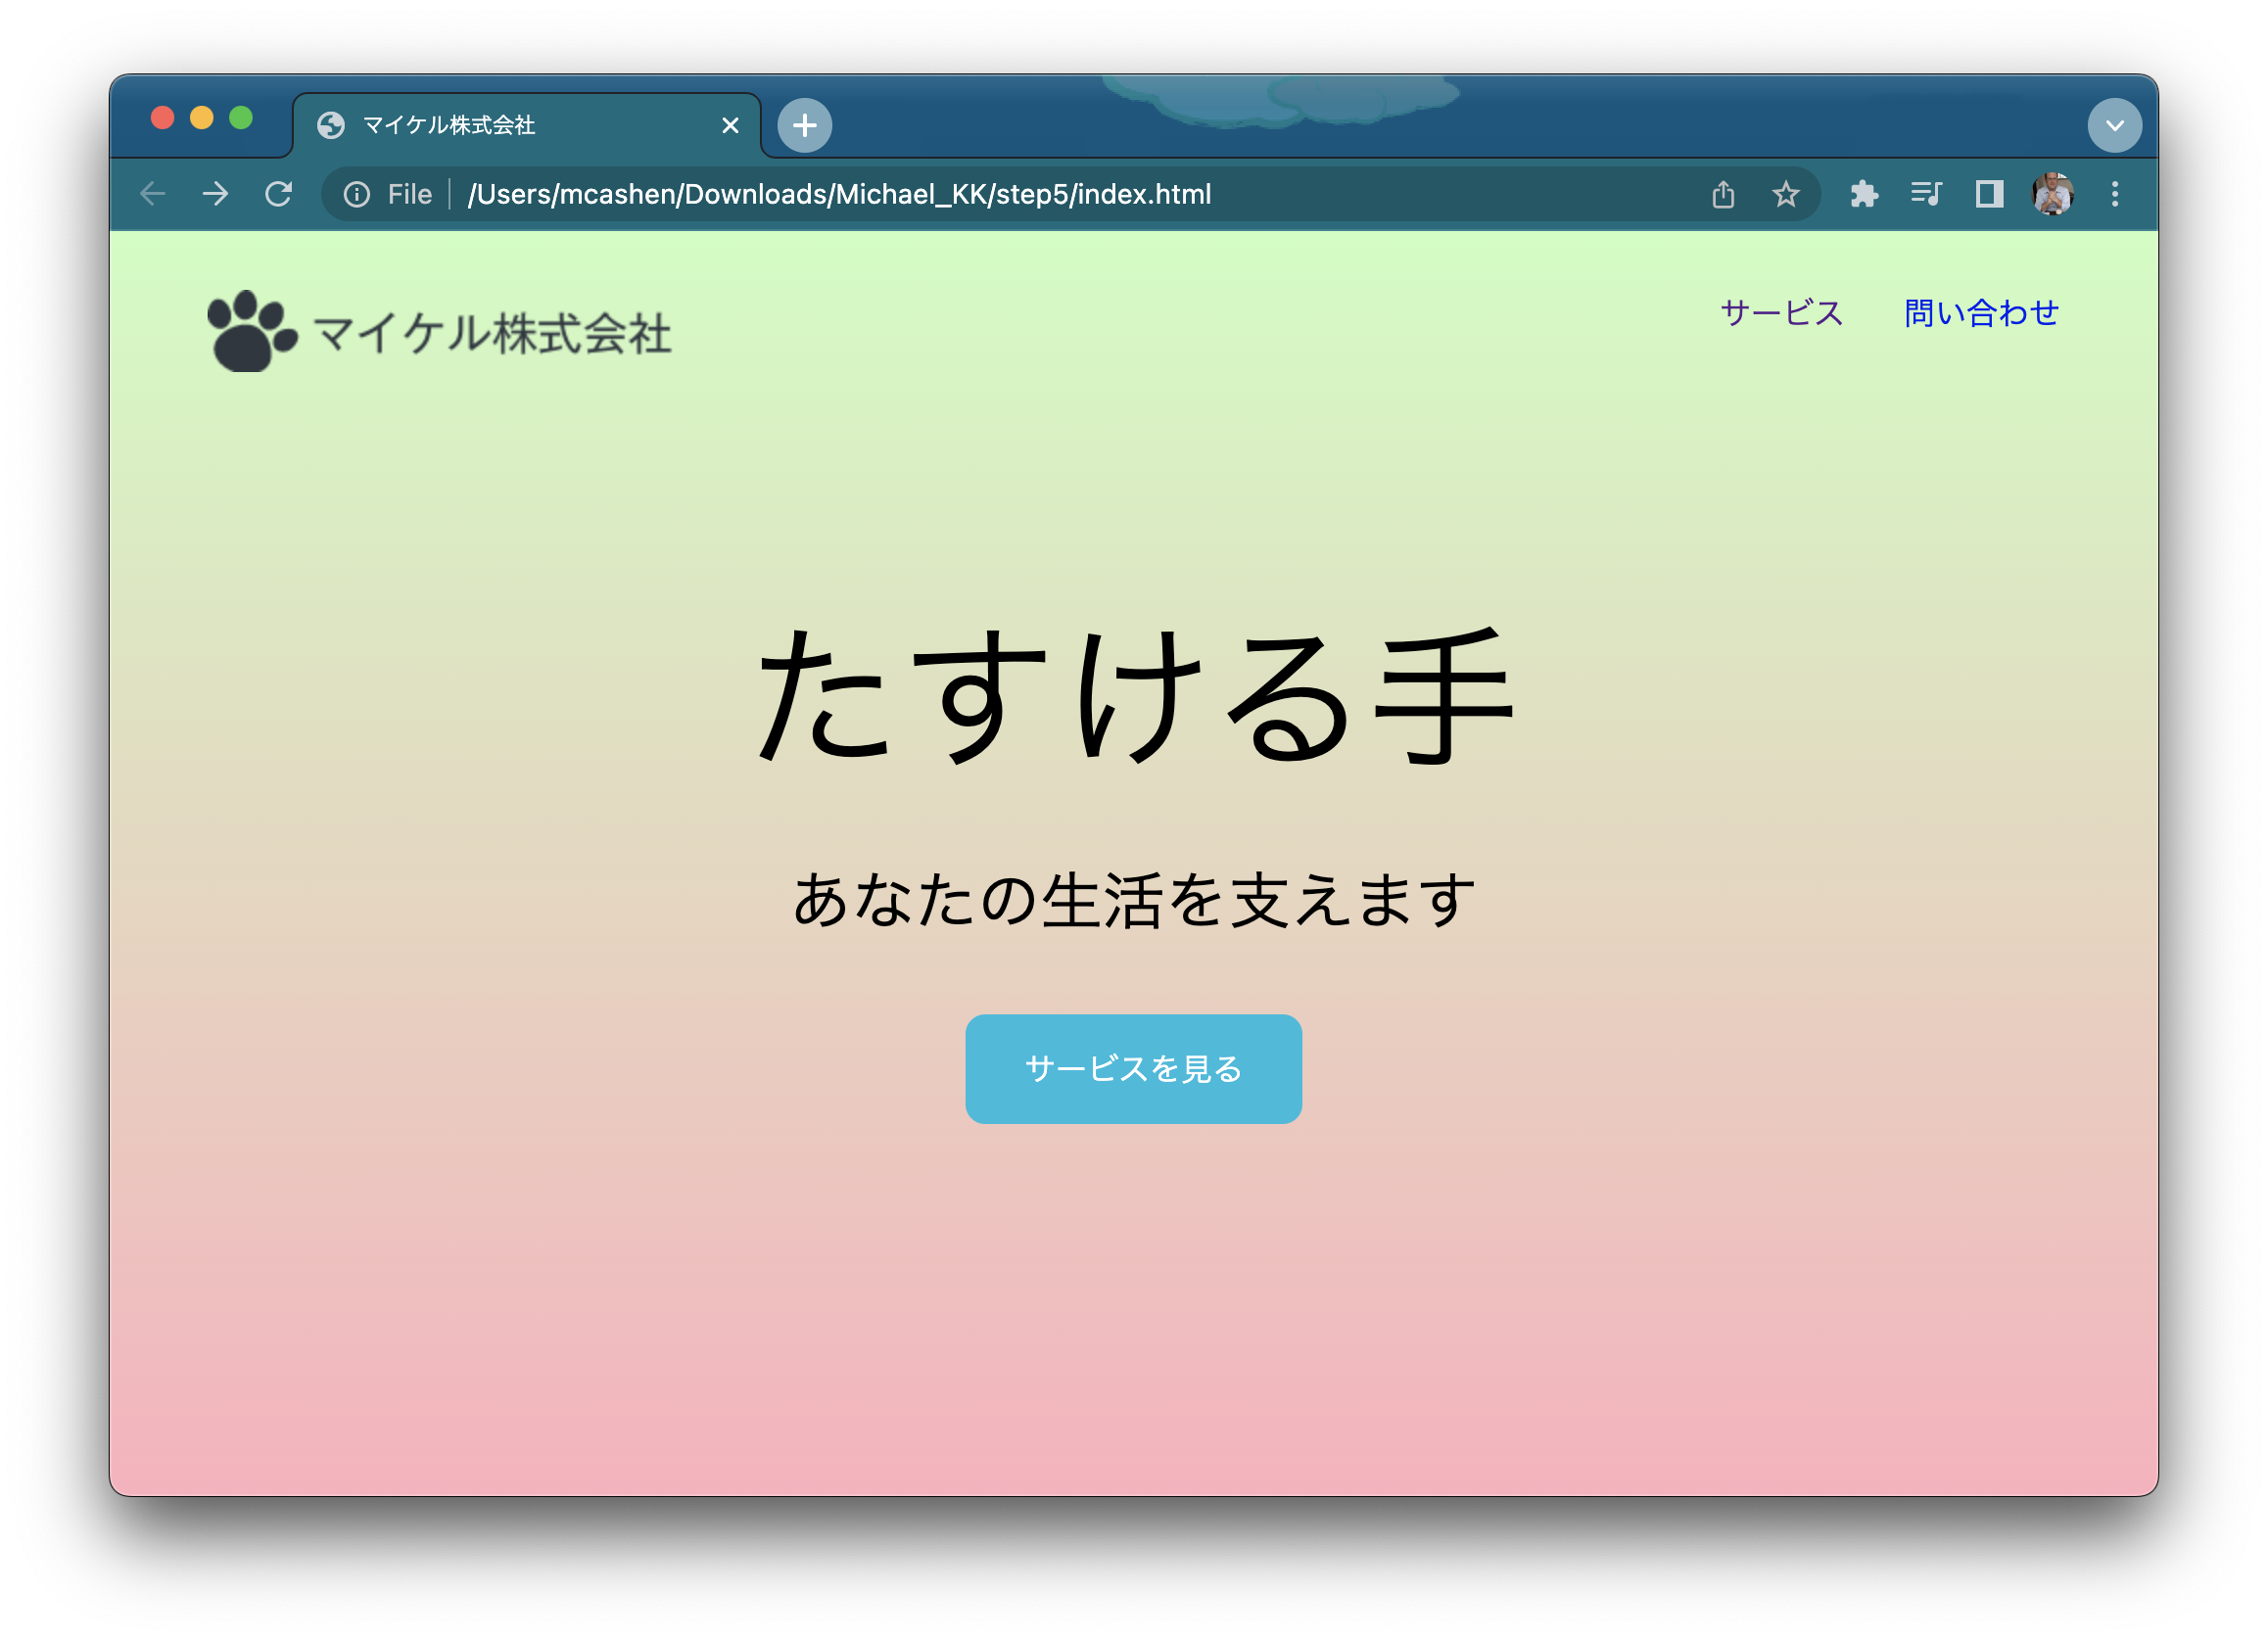 マイケル株式会社
File /Users/mcashen/Downloads/Michael_KK/step5/index.html
マイケル株式会社
サービス 問い合わせ
たすける手
あなたの生活を支えます
サービスを見る